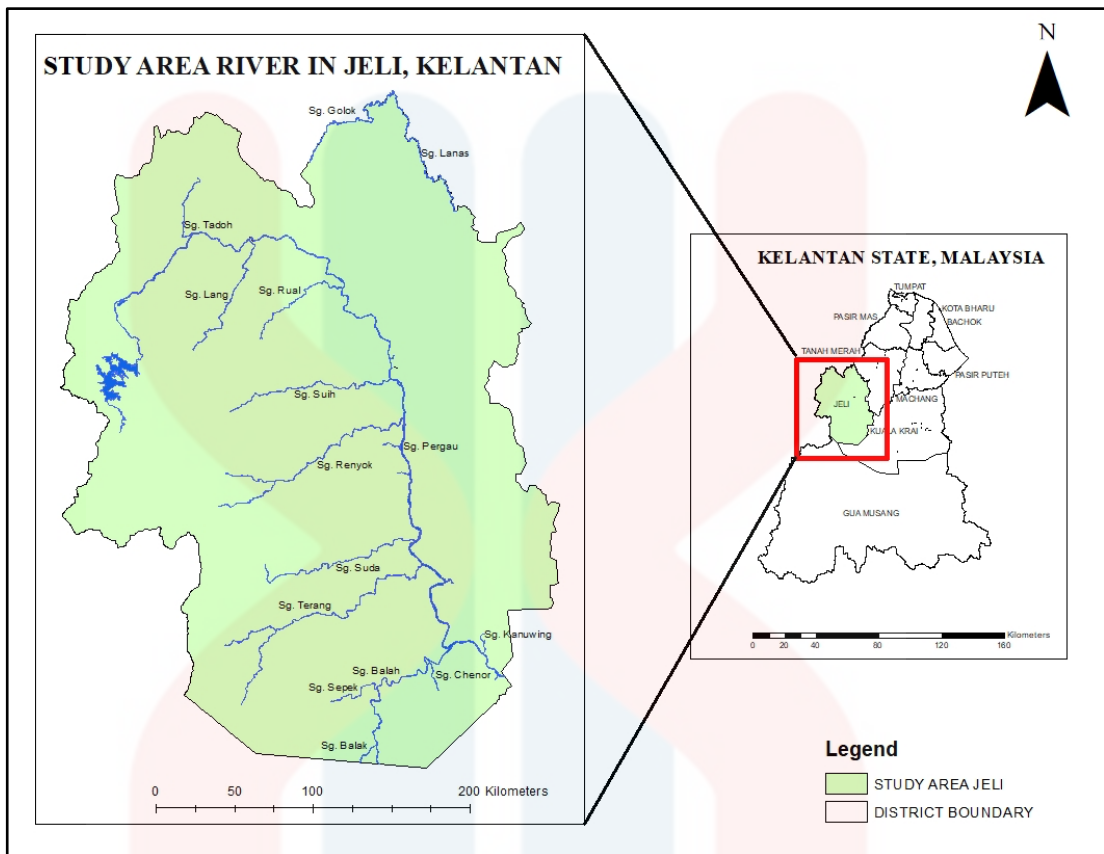 N
STUDY AREA RIVER IN JELI, KELANTAN
Sg. Golok
Sg. Lanas
Sg. Tadoh
Sg. Lang
Sg. Rual
Sg. Suih
Sg. Pergau
Sg. Renyok
Sg. Suda
Sg. Terang
Sg. Kanuwing
Sg. Balah
Sg. Chenor
Sg. Sepek
Sg. Balak
0 50 100 200 Kilometers
KELANTAN STATE, MALAYSIA
TUMPAT
KOTA BHARU
PASIR MAS
BACHOK
TANAH MERAH
PASIR PUTEH
MACHANG
JELI
KUALA KRAI
GUA MUSANG
Kilometers
0 20 40 80 120 160
Legend
STUDY AREA JELI
DISTRICT BOUNDARY